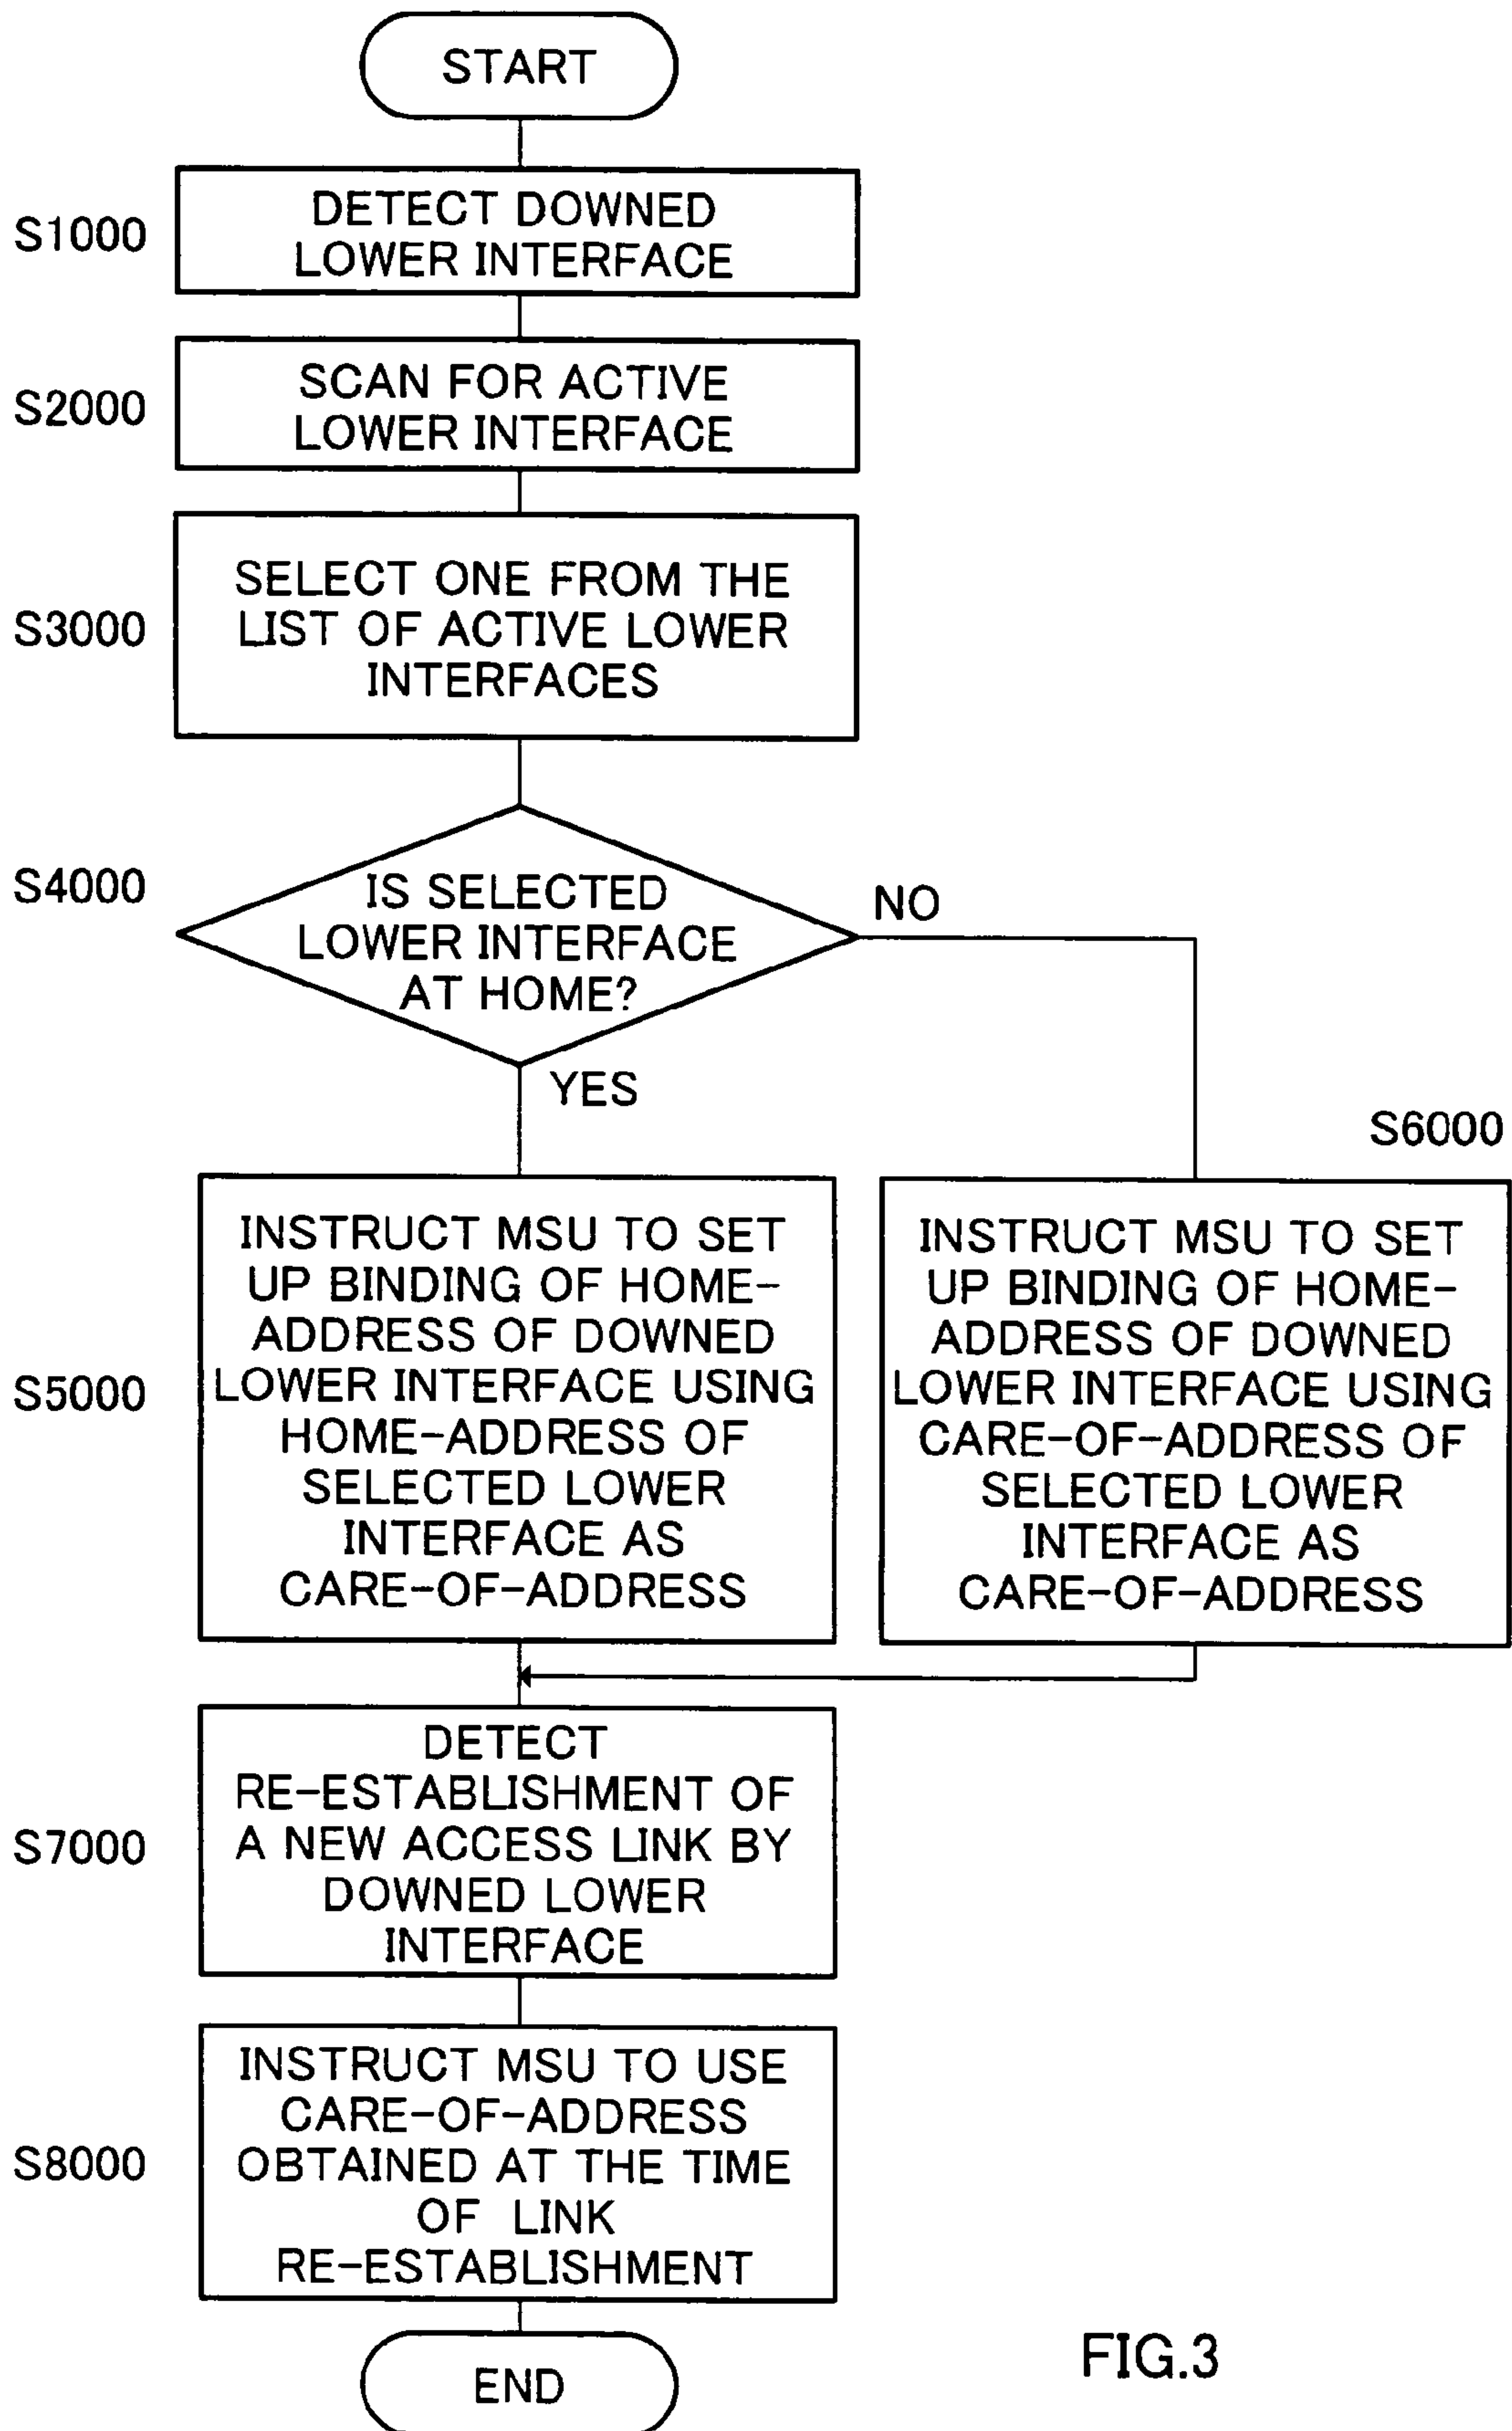 START
S1000
DETECT DOWNED
LOWER INTERFACE
S2000
SCAN FOR ACTIVE
LOWER INTERFACE
S3000
SELECT ONE FROM THE
LIST OF ACTIVE LOWER
INTERFACES
S4000
IS SELECTED
LOWER INTERFACE
AT HOME?
NO
YES
S5000
INSTRUCT MSU TO SET
UP BINDING OF HOME-
ADDRESS OF DOWNED
LOWER INTERFACE USING
HOME-ADDRESS OF
SELECTED LOWER
INTERFACE AS
CARE-OF-ADDRESS
S6000
INSTRUCT MSU TO SET
UP BINDING OF HOME-
ADDRESS OF DOWNED
LOWER INTERFACE USING
CARE-OF-ADDRESS OF
SELECTED LOWER
INTERFACE AS
CARE-OF-ADDRESS
S7000
DETECT
RE-ESTABLISHMENT OF
A NEW ACCESS LINK BY
DOWNED LOWER
INTERFACE
S8000
INSTRUCT MSU TO USE
CARE-OF-ADDRESS
OBTAINED AT THE TIME
OF LINK
RE-ESTABLISHMENT
END
FIG.3